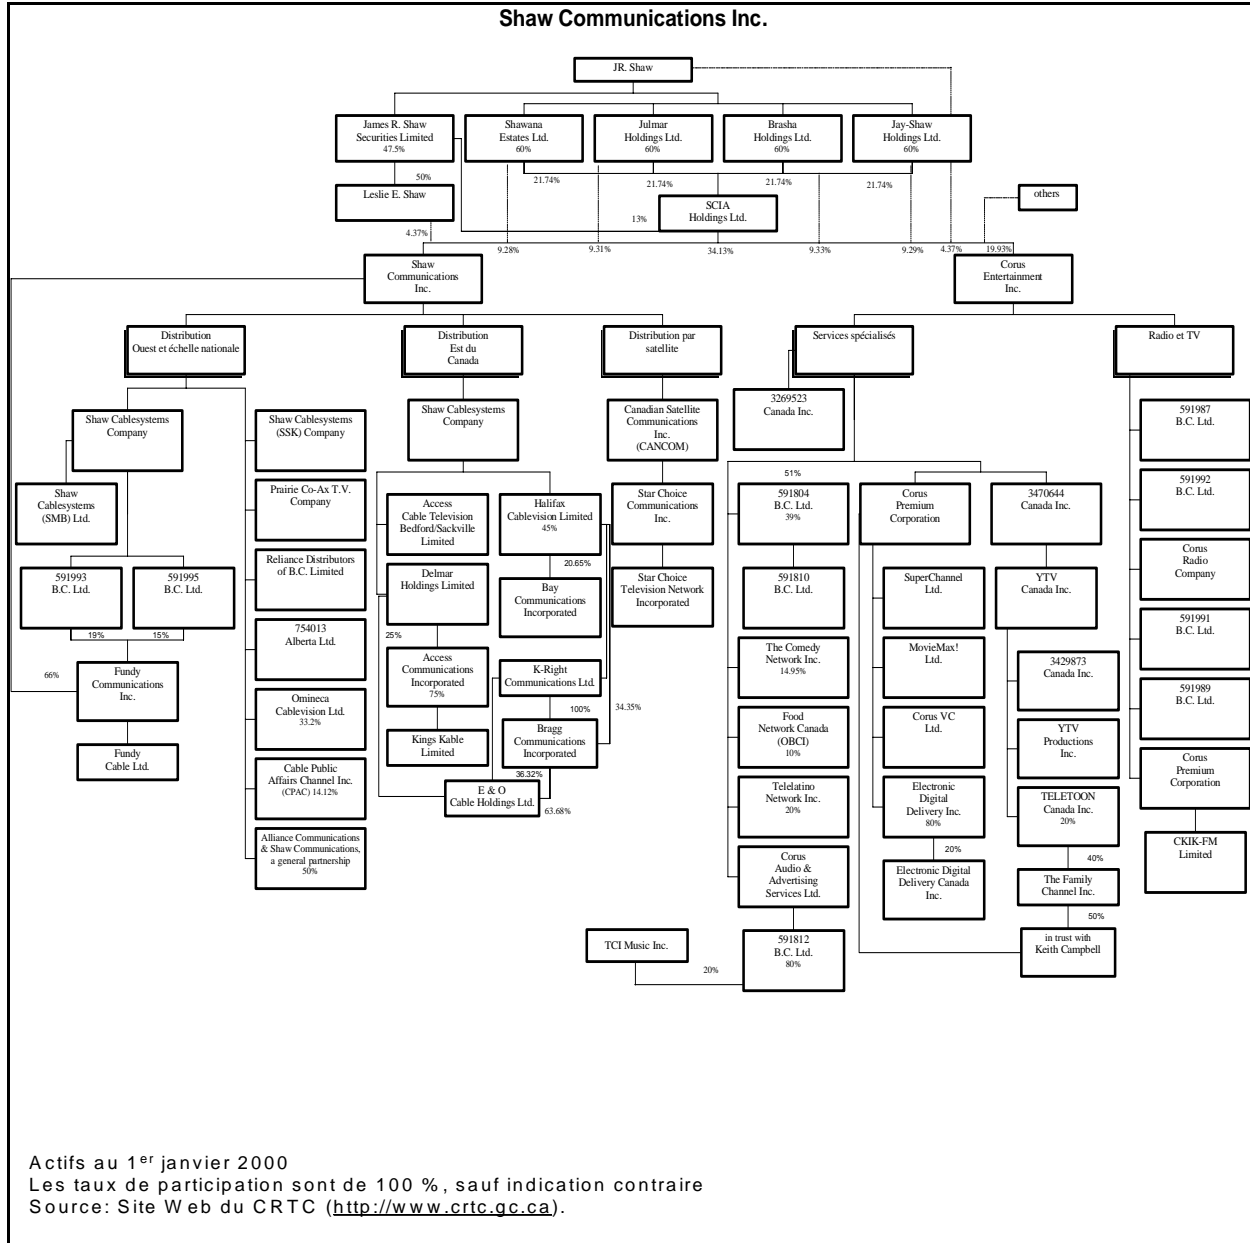 Shaw Communications Inc.
JR. Shaw
James R. Shaw
Securities Limited
47.5%
Shawana
Estates Ltd.
60%
Julmar
Holdings Ltd.
60%
Brasha
Holdings Ltd.
60%
Jay-Shaw
Holdings Ltd.
60%
50%
21.74%
21.74%
21.74%
21.74%
Leslie E. Shaw
SCIA
Holdings Ltd.
others
13%
4.37%
9.28%
9.31%
34.13%
9.33%
9.29%
4.37%
19.93%
Shaw
Communications
Inc.
Corus
Entertainment
Inc.
Distribution
Ouest et échelle nationale
Distribution
Est du
Canada
Distribution par
satellite
Services spécialisés
Radio et TV
Shaw Cablesystems
Company
Shaw
Cablesystems
(SMB) Ltd.
591993
B.C. Ltd.
591995
B.C. Ltd.
19%
15%
66%
Fundy
Communications
Inc.
Fundy
Cable Ltd.
Shaw Cablesystems
(SSK) Company
Prairie Co-Ax T.V.
Company
Reliance Distributors
of B.C. Limited
754013
Alberta Ltd.
Omineca
Cablevision Ltd.
33.2%
Cable Public
Affairs Channel Inc.
(CPAC) 14.12%
Alliance Communications
& Shaw Communications,
a general partnership
50%
Shaw Cablesystems
Company
Access
Cable Television
Bedford/Sackville
Limited
Delmar
Holdings Limited
25%
Access
Communications
Incorporated
75%
Kings Kable
Limited
Halifax
Cablevision Limited
45%
20.65%
Bay
Communications
Incorporated
K-Right
Communications Ltd.
100%
34.35%
Bragg
Communications
Incorporated
36.32%
E & O
Cable Holdings Ltd.
63.68%
Canadian Satellite
Communications
Inc.
(CANCOM)
Star Choice
Communications
Inc.
Star Choice
Television Network
Incorporated
3269523
Canada Inc.
51%
591804
B.C. Ltd.
39%
591810
B.C. Ltd.
The Comedy
Network Inc.
14.95%
Food
Network Canada
(OBCI)
10%
Telelatino
Network Inc.
20%
Corus
Audio &
Advertising
Services Ltd.
TCI Music Inc.
20%
591812
B.C. Ltd.
80%
Corus
Premium
Corporation
SuperChannel
Ltd.
MovieMax!
Ltd.
Corus VC
Ltd.
Electronic
Digital
Delivery Inc.
80%
20%
Electronic Digital
Delivery Canada
Inc.
3470644
Canada Inc.
YTV
Canada Inc.
3429873
Canada Inc.
YTV
Productions
Inc.
TELETOON
Canada Inc.
20%
40%
The Family
Channel Inc.
50%
in trust with
Keith Campbell
591987
B.C. Ltd.
591992
B.C. Ltd.
Corus
Radio
Company
591991
B.C. Ltd.
591989
B.C. Ltd.
Corus
Premium
Corporation
CKIK-FM
Limited
Actifs au 1er janvier 2000
Les taux de participation sont de 100 %, sauf indication contraire
Source: Site Web du CRTC (http://www.crtc.gc.ca).